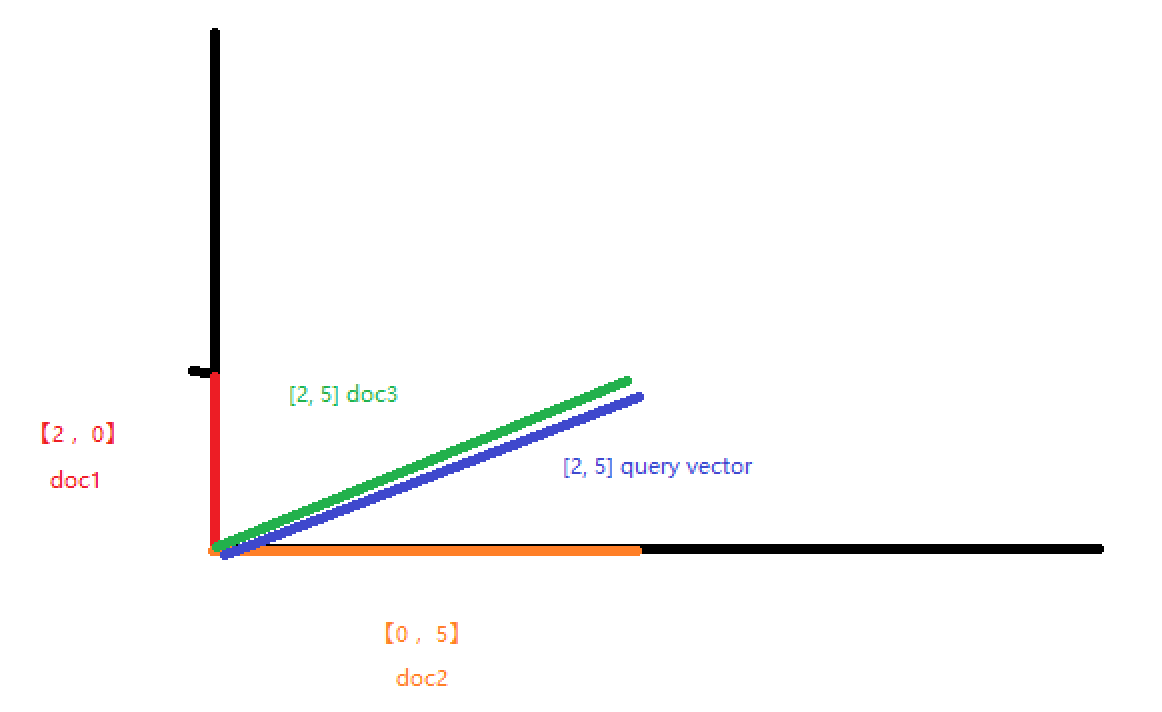 [2, 5] doc3
【2 ，0】
doc1
[2, 5] query vector
【0 ，5】
doc2